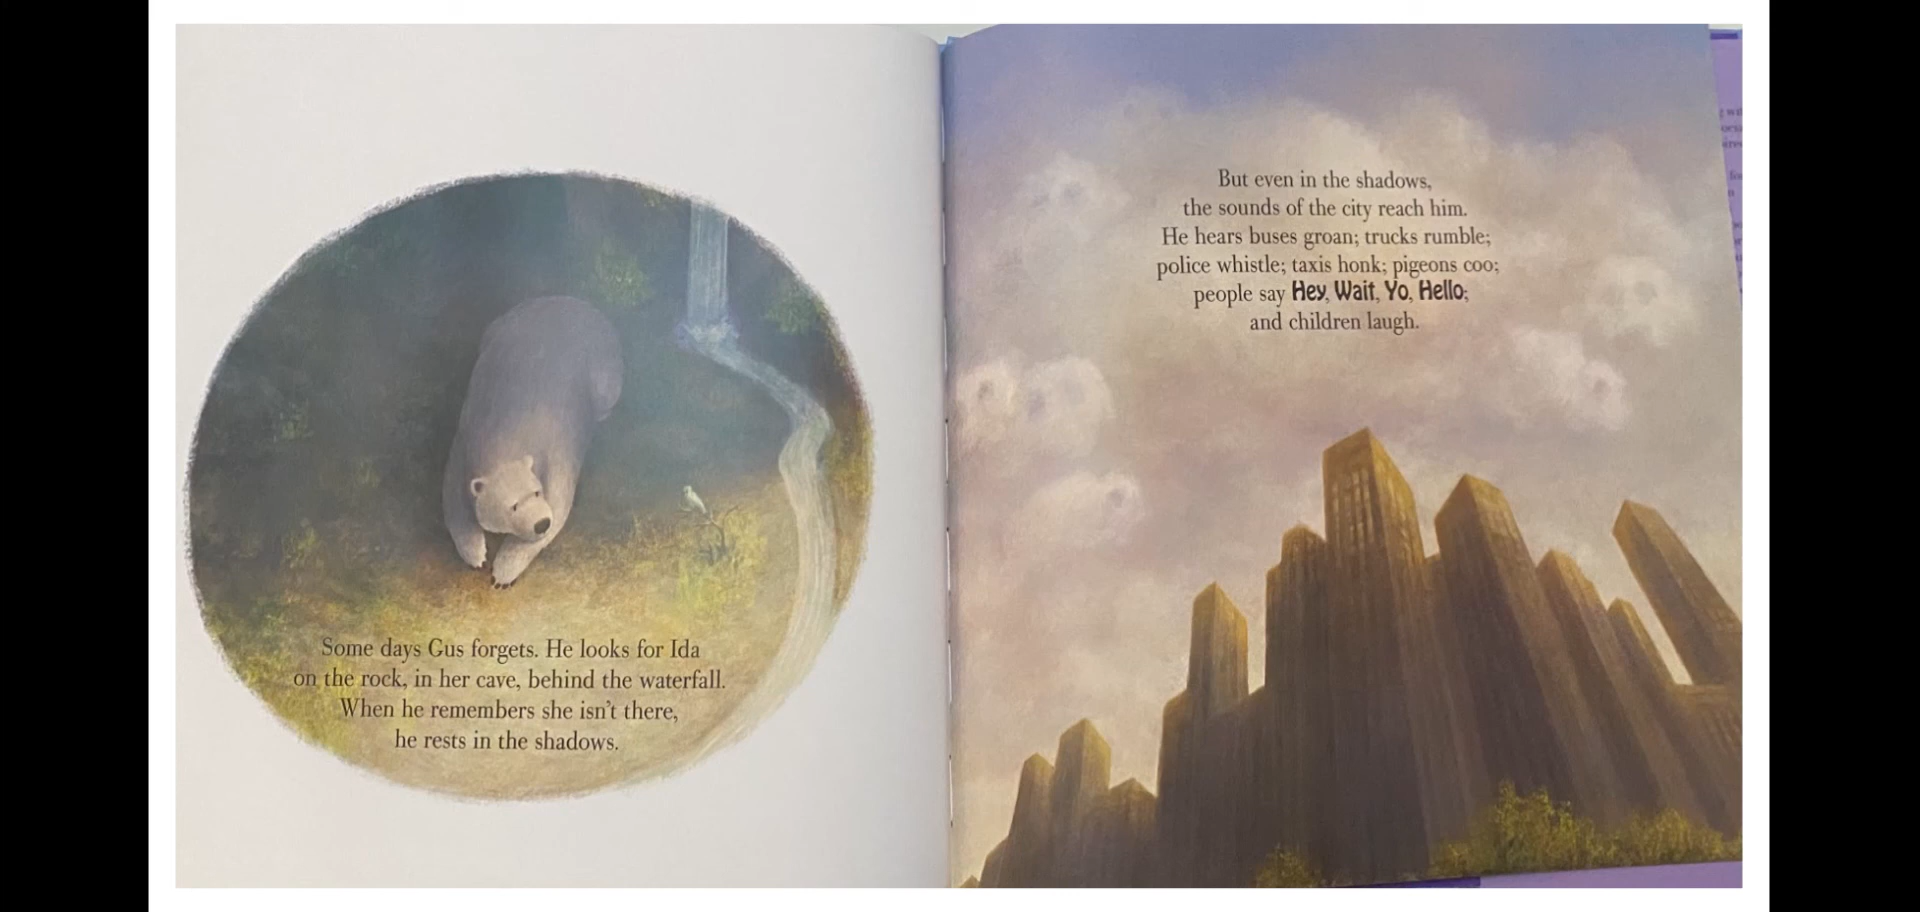 Some days Gus forgets. He looks for Ida
on the rock, in her cave, behind the waterfall.
When he remembers she isn't there,
he rests in the shadows.
But even in the shadows,
the sounds of the city reach him.
He hears buses groan; trucks rumble;
police whistle; taxis honk; pigeons coo;
people say Hey, Wait, Yo, Hello;
and children laugh.